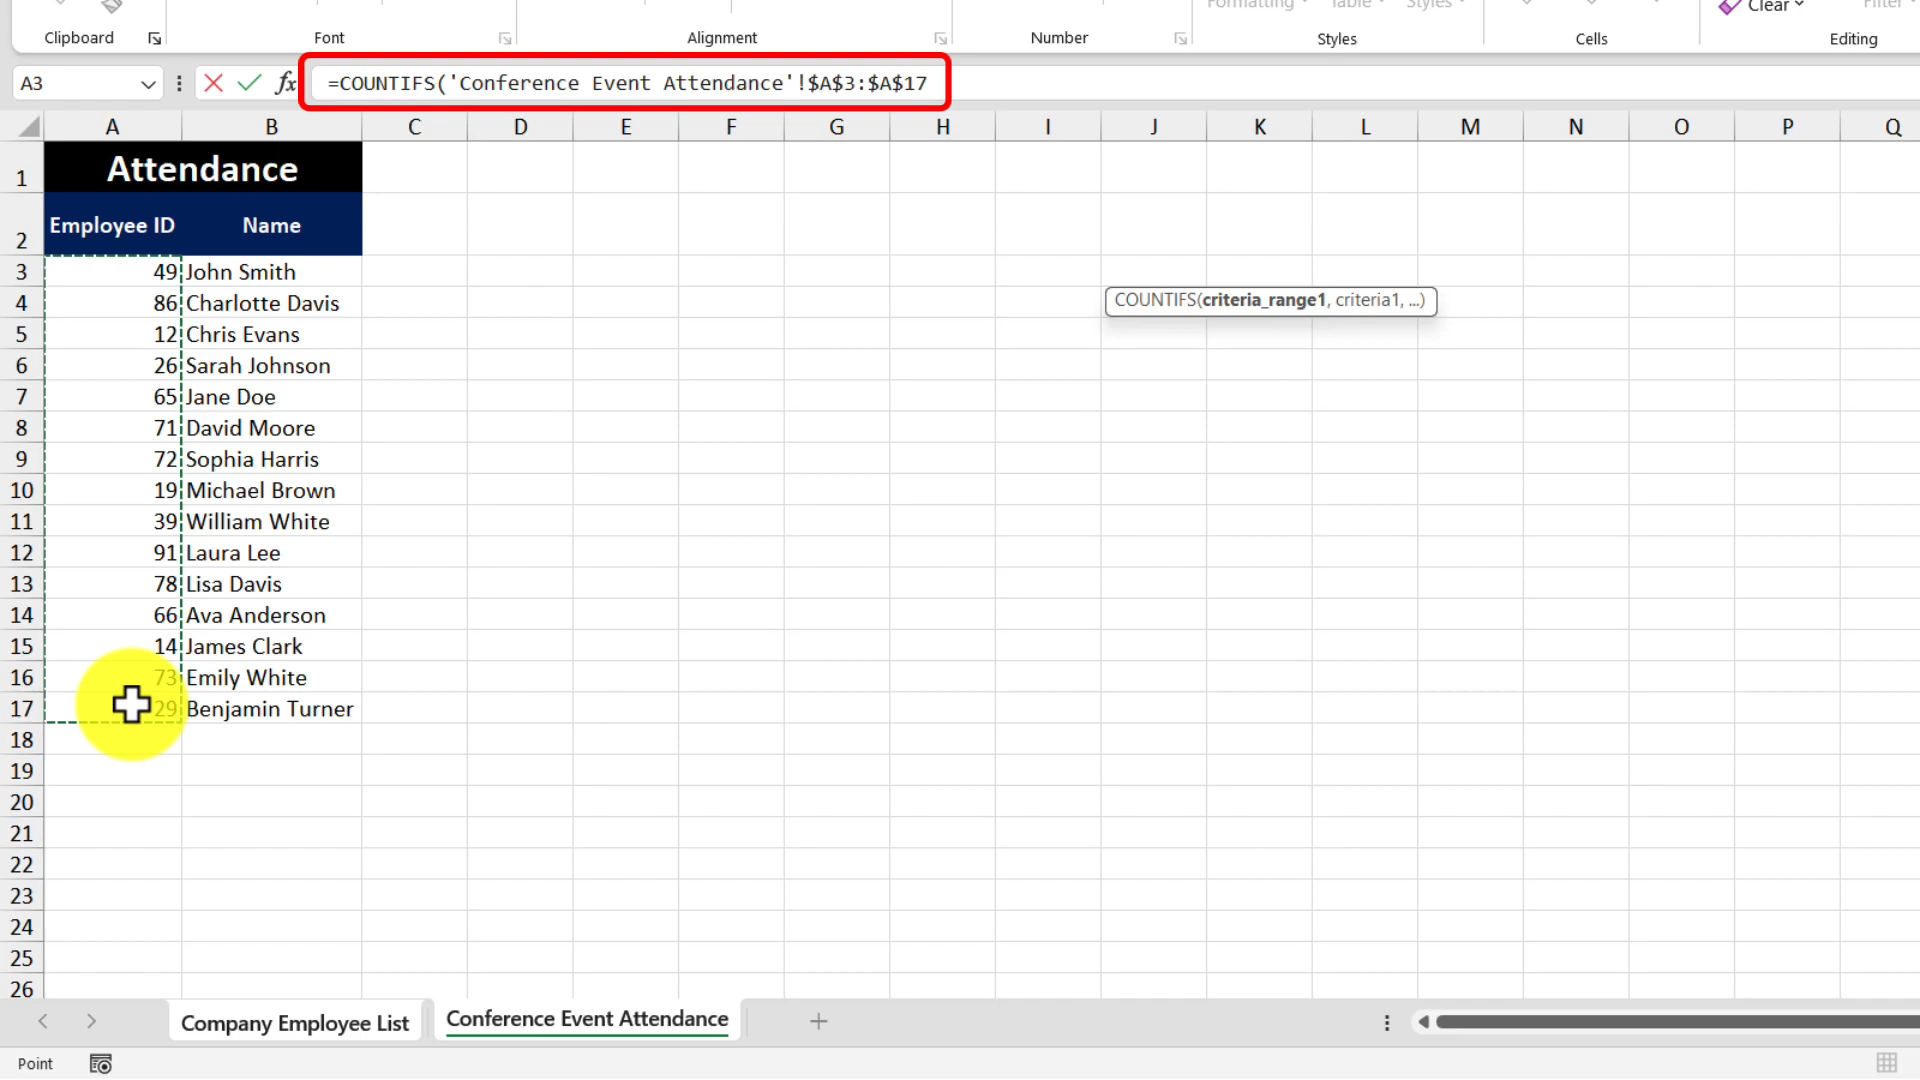 Formatting Table Styles Clear Filter
Clipboard Font Alignment Number Styles Cells Editing
A3 fx =COUNTIFS('Conference Event Attendance'!$A$3:$A$17
A B C D E F G H I J K L M N O P Q
1 Attendance
2 Employee ID Name
3 49 John Smith
COUNTIFS(criteria_range1, criteria1, ...)
4 86 Charlotte Davis
5 12 Chris Evans
6 26 Sarah Johnson
7 65 Jane Doe
8 71 David Moore
9 72 Sophia Harris
10 19 Michael Brown
11 39 William White
12 91 Laura Lee
13 78 Lisa Davis
14 66 Ava Anderson
15 14 James Clark
16 73 Emily White
17 29 Benjamin Turner
18
19
20
21
22
23
24
25
26
Company Employee List Conference Event Attendance
Point